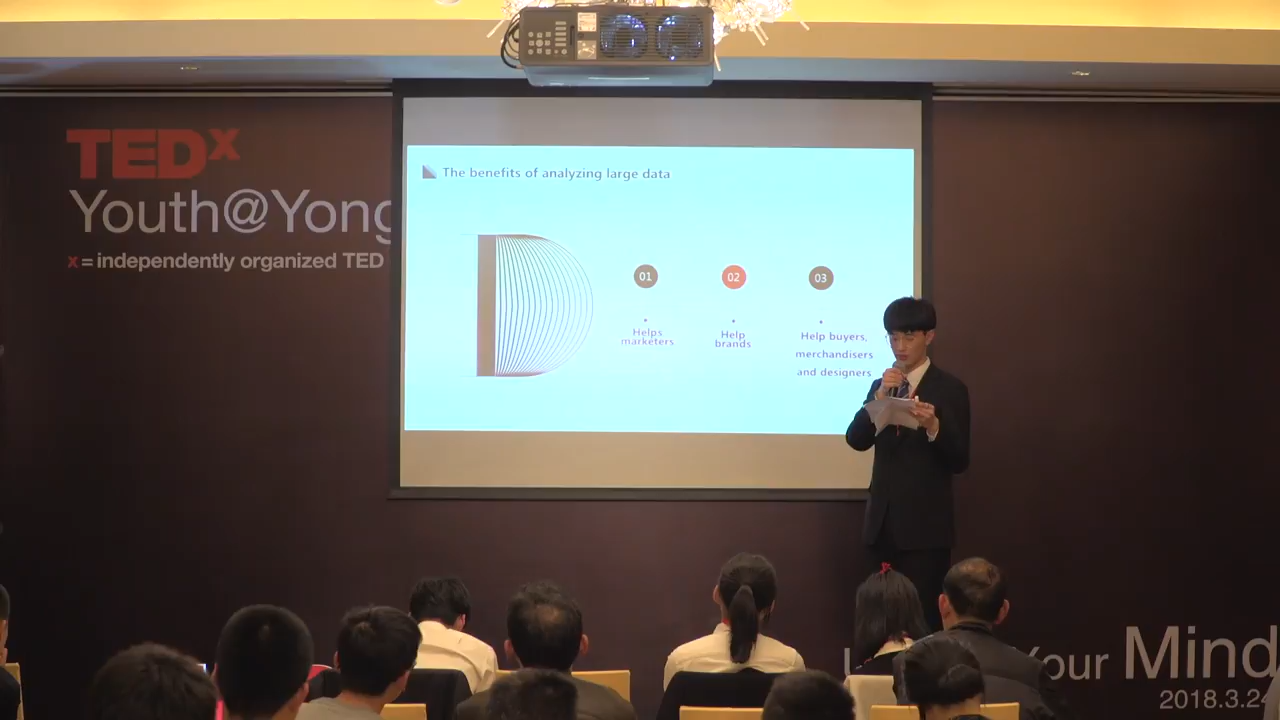 TEDx
Youth@Yong
x = independently organized TED
The benefits of analyzing large data
01
02
03
Helps
marketers
Help
brands
Help buyers,
merchandisers
and designers
our Mind
2018.3.24